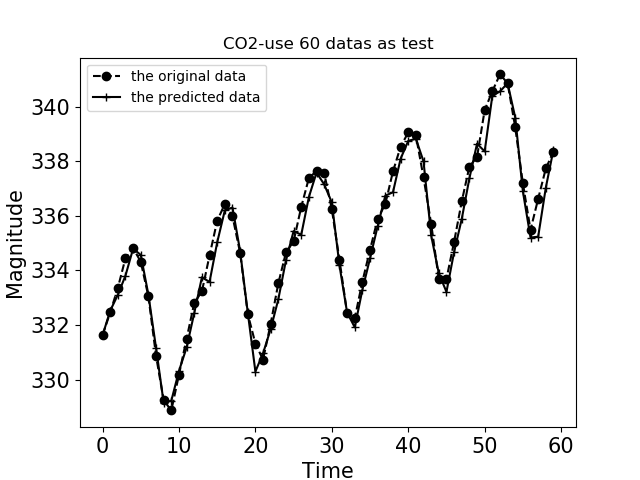 CO2-use 60 datas as test
the original data
the predicted data
340
338
336
334
332
330
Magnitude
0 10 20 30 40 50 60
Time